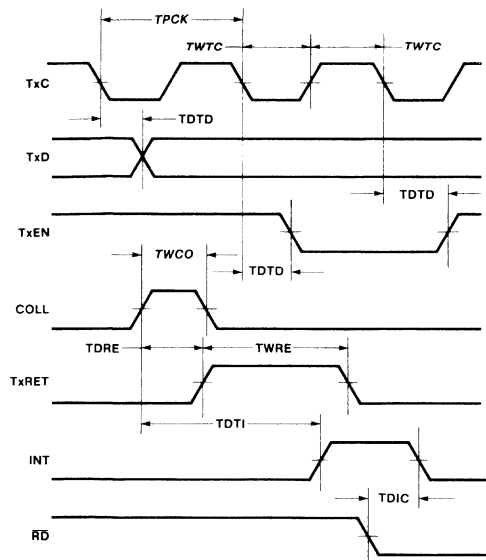 TPCK
TWTC TWTC
TxC
TDTD
TxD
TDTD
TxEN
TWCO TDTD
COLL
TDRE TWRE
TxRET
TDTI
INT
TDIC
RD